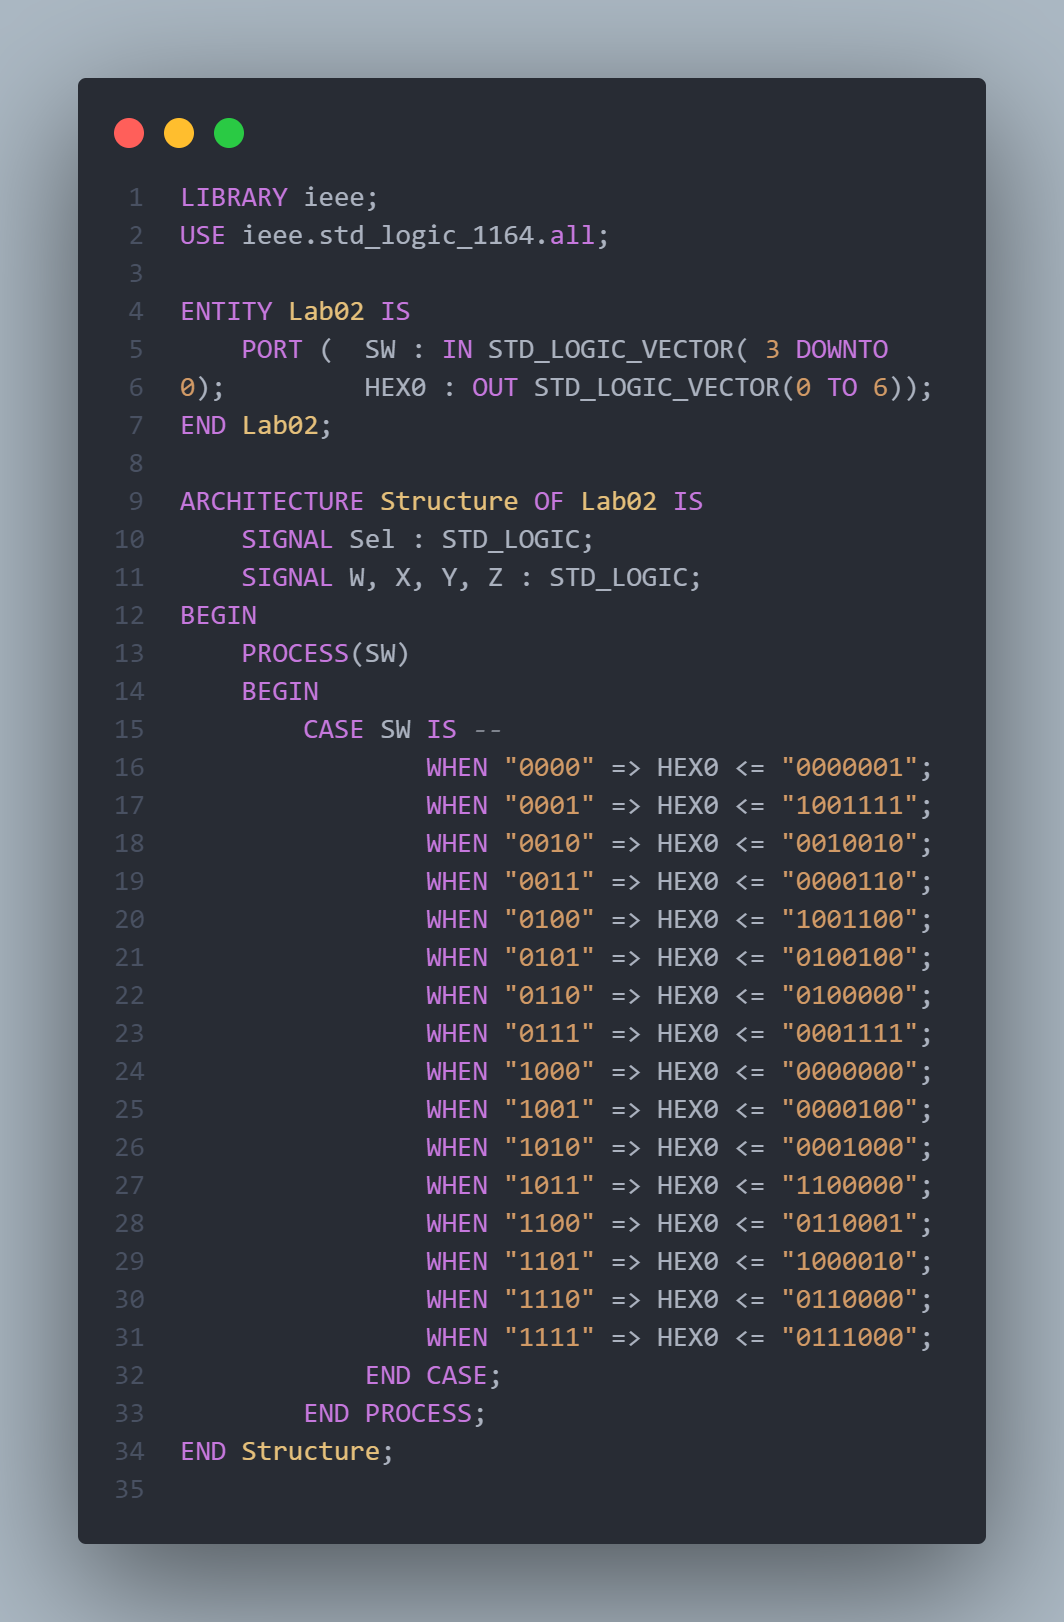 1 LIBRARY ieee;
2 USE ieee.std_logic_1164.all;
3
4 ENTITY Lab02 IS
5     PORT (  SW : IN STD_LOGIC_VECTOR( 3 DOWNTO
6 0);         HEX0 : OUT STD_LOGIC_VECTOR(0 TO 6));
7 END Lab02;
8
9 ARCHITECTURE Structure OF Lab02 IS
10     SIGNAL Sel : STD_LOGIC;
11     SIGNAL W, X, Y, Z : STD_LOGIC;
12 BEGIN
13     PROCESS(SW)
14     BEGIN
15         CASE SW IS --
16                 WHEN "0000" => HEX0 <= "0000001";
17                 WHEN "0001" => HEX0 <= "1001111";
18                 WHEN "0010" => HEX0 <= "0010010";
19                 WHEN "0011" => HEX0 <= "0000110";
20                 WHEN "0100" => HEX0 <= "1001100";
21                 WHEN "0101" => HEX0 <= "0100100";
22                 WHEN "0110" => HEX0 <= "0100000";
23                 WHEN "0111" => HEX0 <= "0001111";
24                 WHEN "1000" => HEX0 <= "0000000";
25                 WHEN "1001" => HEX0 <= "0000100";
26                 WHEN "1010" => HEX0 <= "0001000";
27                 WHEN "1011" => HEX0 <= "1100000";
28                 WHEN "1100" => HEX0 <= "0110001";
29                 WHEN "1101" => HEX0 <= "1000010";
30                 WHEN "1110" => HEX0 <= "0110000";
31                 WHEN "1111" => HEX0 <= "0111000";
32             END CASE;
33         END PROCESS;
34 END Structure;
35